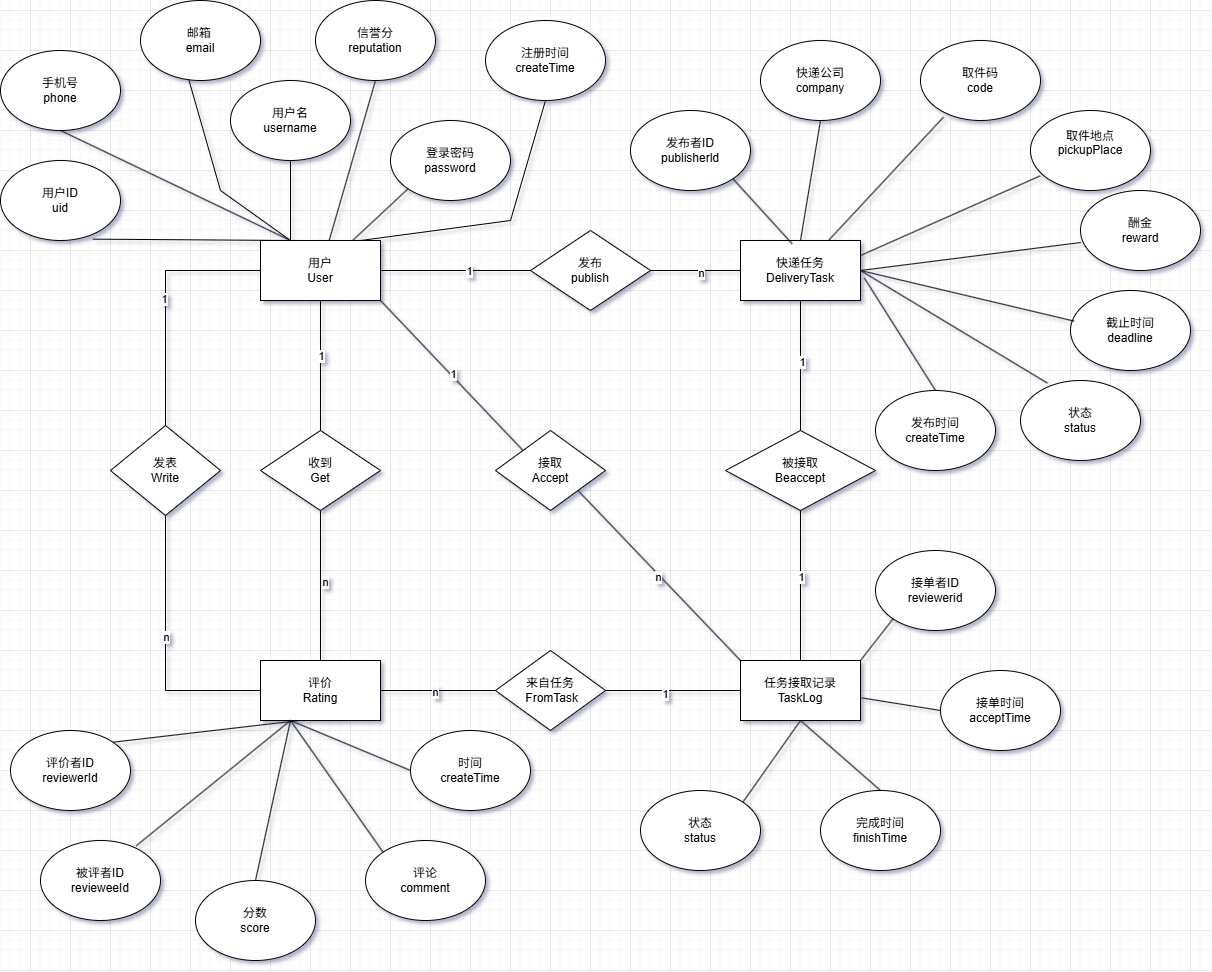 邮箱
email
信誉分
reputation
注册时间
createTime
手机号
phone
用户名
username
登录密码
password
用户ID
uid
快递公司
company
取件码
code
发布者ID
publisherId
取件地点
pickupPlace
酬金
reward
用户
User
1
发布
publish
n
快递任务
DeliveryTask
截止时间
deadline
发布时间
createTime
状态
status
1
1
1
1
发表
Write
收到
Get
接取
Accept
被接取
Beaccept
n
n
n
1
接单者ID
reviewerid
评价
Rating
n
来自任务
FromTask
1
任务接取记录
TaskLog
接单时间
acceptTime
评价者ID
reviewerId
时间
createTime
状态
status
完成时间
finishTime
被评者ID
revieweeId
分数
score
评论
comment